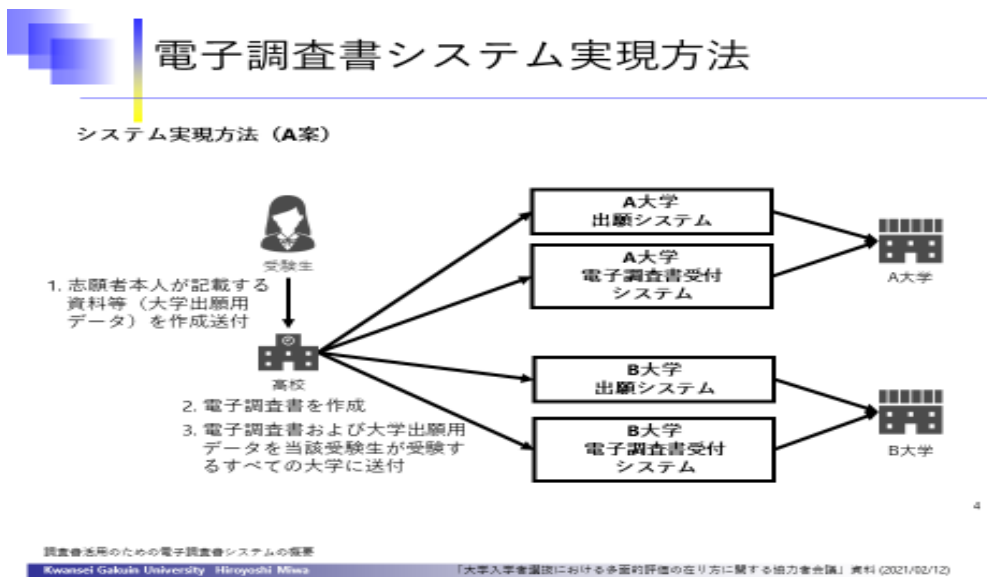 電子調査書システム実現方法
システム実現方法（A案）
受験生
1. 志願者本人が記載する
資料等（大学出願用
データ）を作成送付
高校
2. 電子調査書を作成
3. 電子調査書および大学出願用
データを当該受験生が受験す
るすべての大学に送付
A大学
出願システム
A大学
電子調査書受付
システム
A大学
B大学
出願システム
B大学
電子調査書受付
システム
B大学
4
調査書活用のための電子調査書システムの概要
Kwansei Gakuin University Hiroyoshi Miwa
「大学入学者選抜における多面的評価の在り方に関する協力者会議」資料 (2021/02/12)